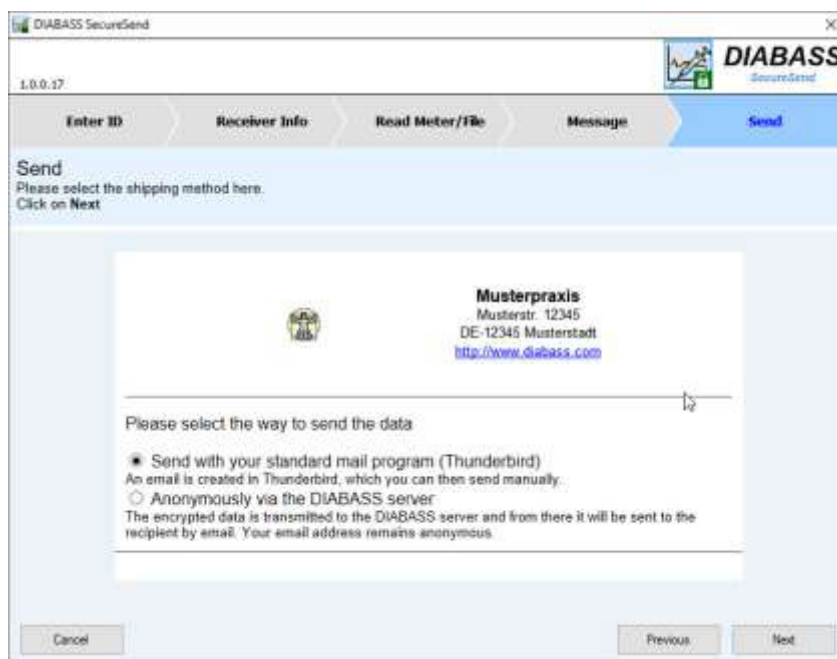 DIABASS SecureSend
DIABASS
SecureSend
1.0.0.17
Enter ID
Receiver Info
Read Meter/File
Message
Send
Send
Please select the shipping method here.
Click on Next
Musterpraxis
Musterstr. 12345
DE-12345 Musterstadt
http://www.diabass.com
Please select the way to send the data
Send with your standard mail program (Thunderbird)
An email is created in Thunderbird, which you can then send manually.
Anonymously via the DIABASS server
The encrypted data is transmitted to the DIABASS server and from there it will be sent to the
recipient by email. Your email address remains anonymous.
Cancel
Previous
Next